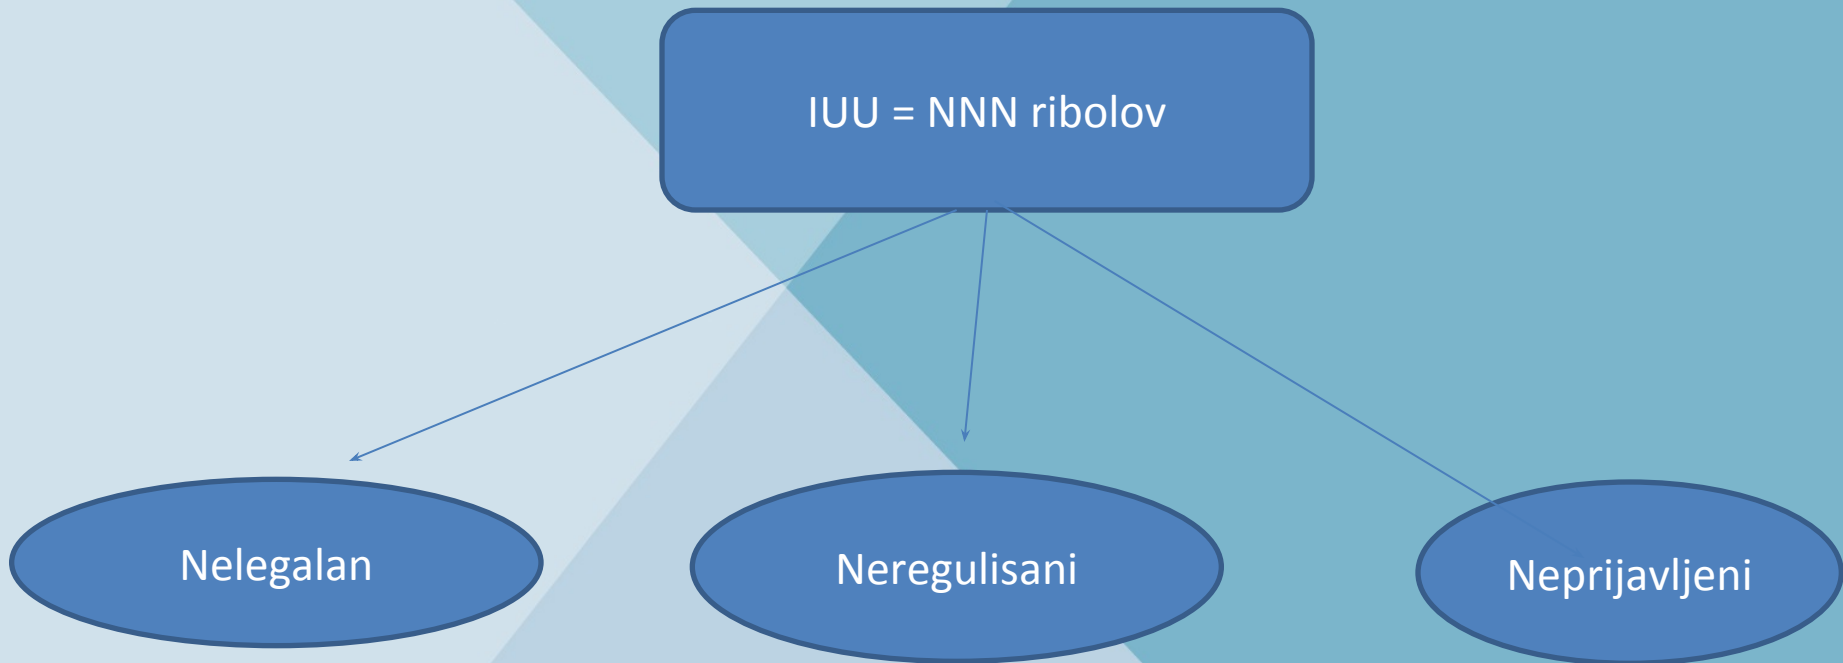 IUU = NNN ribolov
Nelegalan
Neregulisani
Neprijavljeni